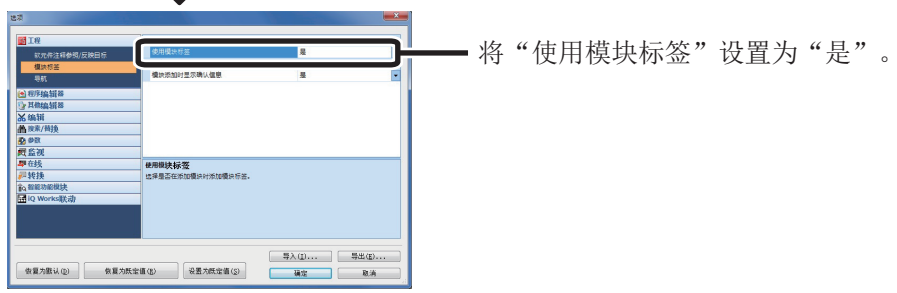 选项
工程
软元件注释参照/反映目标
模块标签
导航
程序编辑器
其他编辑器
编辑
搜索/替换
参数
监视
在线
转换
智能功能模块
iQ Works联动
使用模块标签 是
模块添加时显示确认信息 是
使用模块标签
选择是否在添加模块时添加模块标签。
导入(I)... 导出(E)...
恢复为默认(D) 恢复为既定值(R) 设置为既定值(S) 确定 取消
将“使用模块标签”设置为“是”。